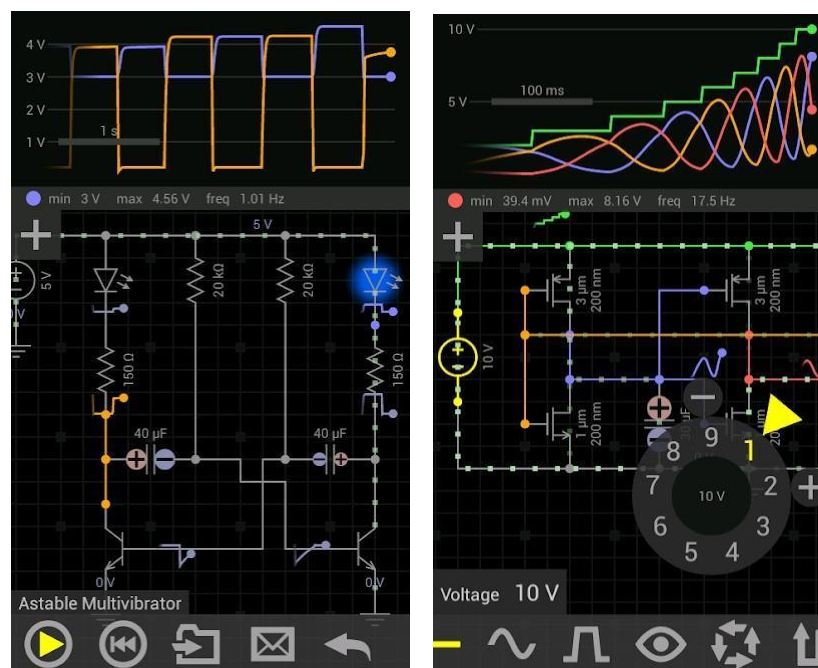 4 V
3 V
2 V
1 V
1 s
min 3 V max 4.56 V freq 1.01 Hz
5 V
5 V
20 kΩ
20 kΩ
V
150 Ω
150 Ω
40 µF
40 µF
0 V
0 V
Astable Multivibrator
10 V
5 V
100 ms
min 39.4 mV max 8.16 V freq 17.5 Hz
3 µm
200 nm
3 µm
200 nm
10 V
1 µm
200 nm
9
8
1
7
2
10 V
6
3
5
4
Voltage 10 V